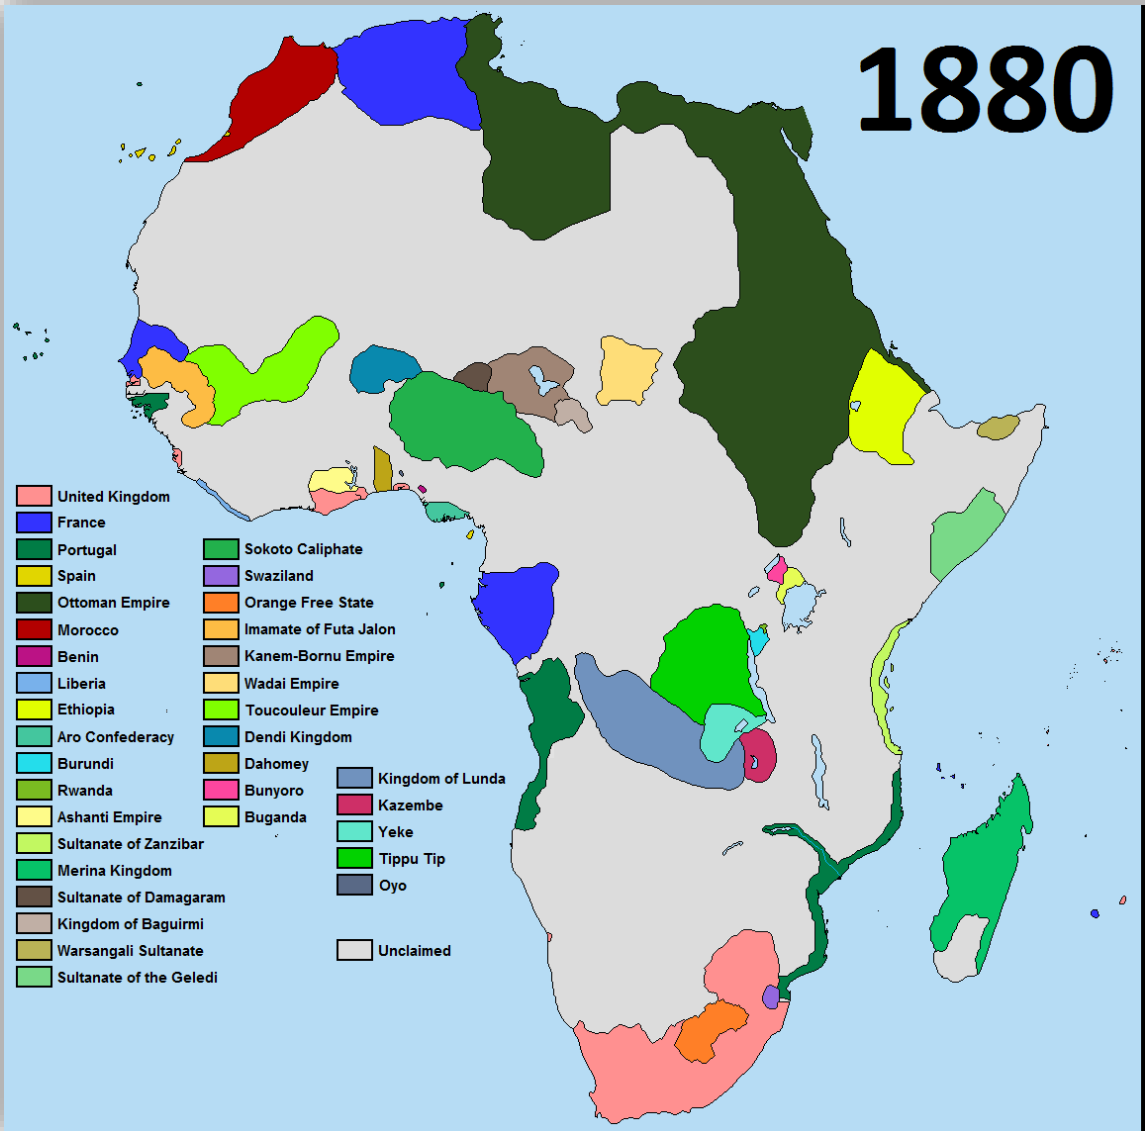 1880
United Kingdom
France
Portugal
Spain
Ottoman Empire
Morocco
Benin
Liberia
Ethiopia
Aro Confederacy
Burundi
Rwanda
Ashanti Empire
Sultanate of Zanzibar
Merina Kingdom
Sultanate of Damagaram
Kingdom of Baguirmi
Warsangali Sultanate
Sultanate of the Geledi
Sokoto Caliphate
Swaziland
Orange Free State
Imamate of Futa Jalon
Kanem-Bornu Empire
Wadai Empire
Toucouleur Empire
Dendi Kingdom
Dahomey
Bunyoro
Buganda
Kingdom of Lunda
Kazembe
Yeke
Tippu Tip
Oyo
Unclaimed